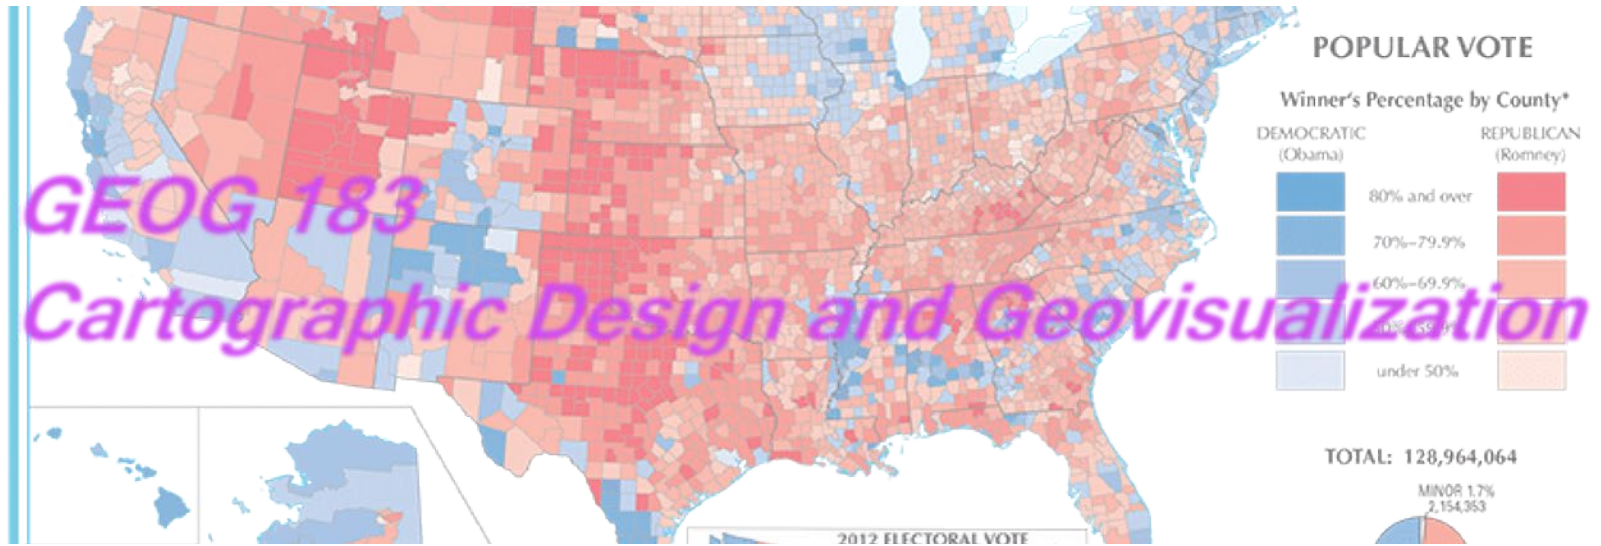 POPULAR VOTE
Winner's Percentage by County*
DEMOCRATIC REPUBLICAN
(Obama) (Romney)
80% and over
GEOG 183
70%–79.9%
60%–69.9%
Cartographic Design and Geovisualization
under 50%
TOTAL: 128,964,064
MINOR 1.7%
2,154,353
2012 ELECTORAL VOTE